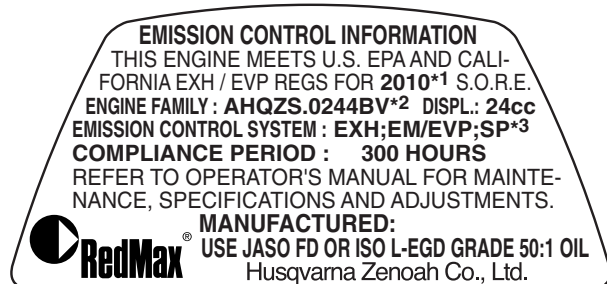 EMISSION CONTROL INFORMATION
THIS ENGINE MEETS U.S. EPA AND CALI-
FORNIA EXH / EVP REGS FOR 2010*1 S.O.R.E.
ENGINE FAMILY : AHQZS.0244BV*2 DISPL.: 24cc
EMISSION CONTROL SYSTEM : EXH;EM/EVP;SP*3
COMPLIANCE PERIOD : 300 HOURS
REFER TO OPERATOR'S MANUAL FOR MAINTE-
NANCE, SPECIFICATIONS AND ADJUSTMENTS.
MANUFACTURED:
RedMax® USE JASO FD OR ISO L-EGD GRADE 50:1 OIL
Husqvarna Zenoah Co., Ltd.